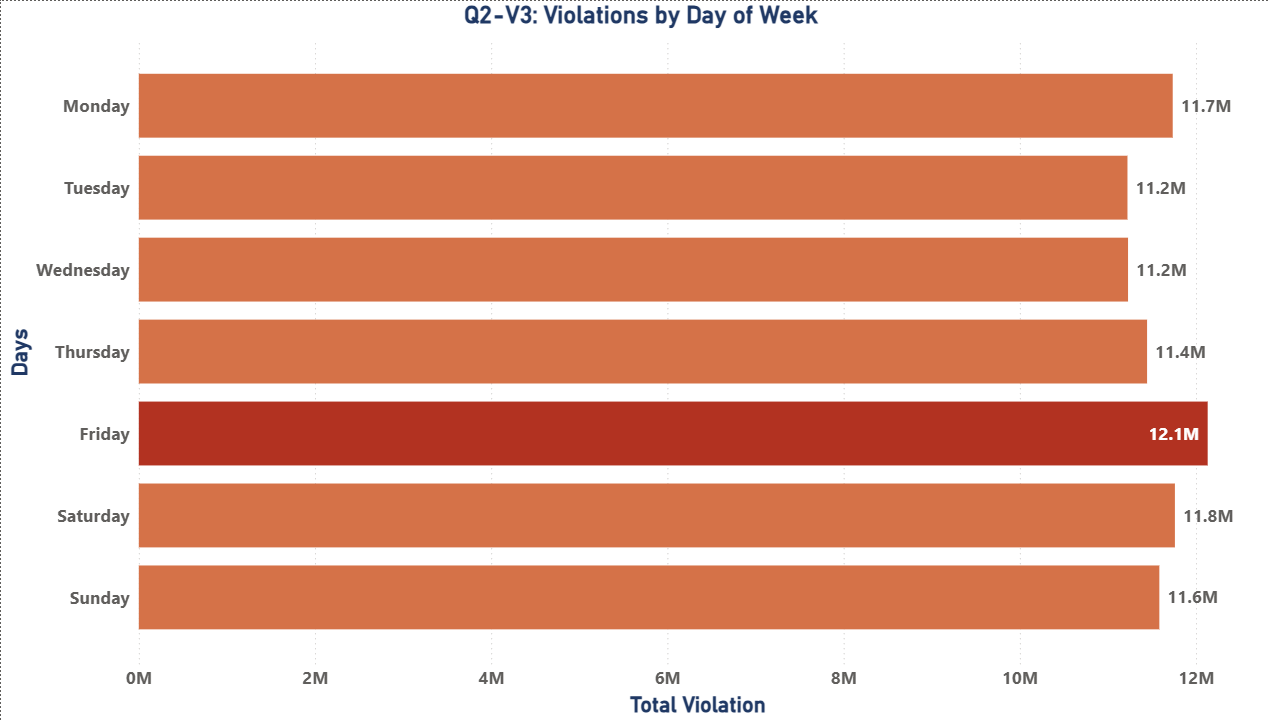 Q2-V3: Violations by Day of Week
Days
Monday 11.7M
Tuesday 11.2M
Wednesday 11.2M
Thursday 11.4M
Friday 12.1M
Saturday 11.8M
Sunday 11.6M
0M 2M 4M 6M 8M 10M 12M
Total Violation